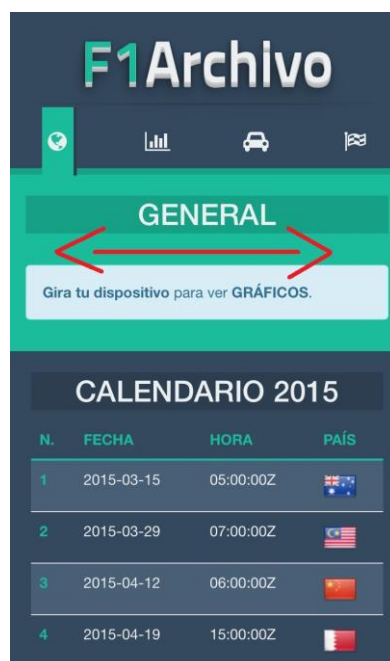 F1Archivo
GENERAL
Gira tu dispositivo para ver GRÁFICOS.
CALENDARIO 2015
N. FECHA HORA PAÍS
1 2015-03-15 05:00:00Z
2 2015-03-29 07:00:00Z
3 2015-04-12 06:00:00Z
4 2015-04-19 15:00:00Z